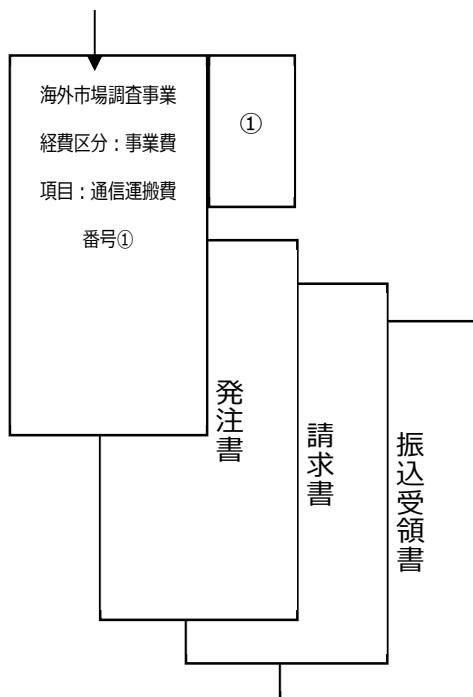 海外市場調査事業
経費区分：事業費
項目：通信運搬費
番号①
①
発注書
請求書
振込受領書